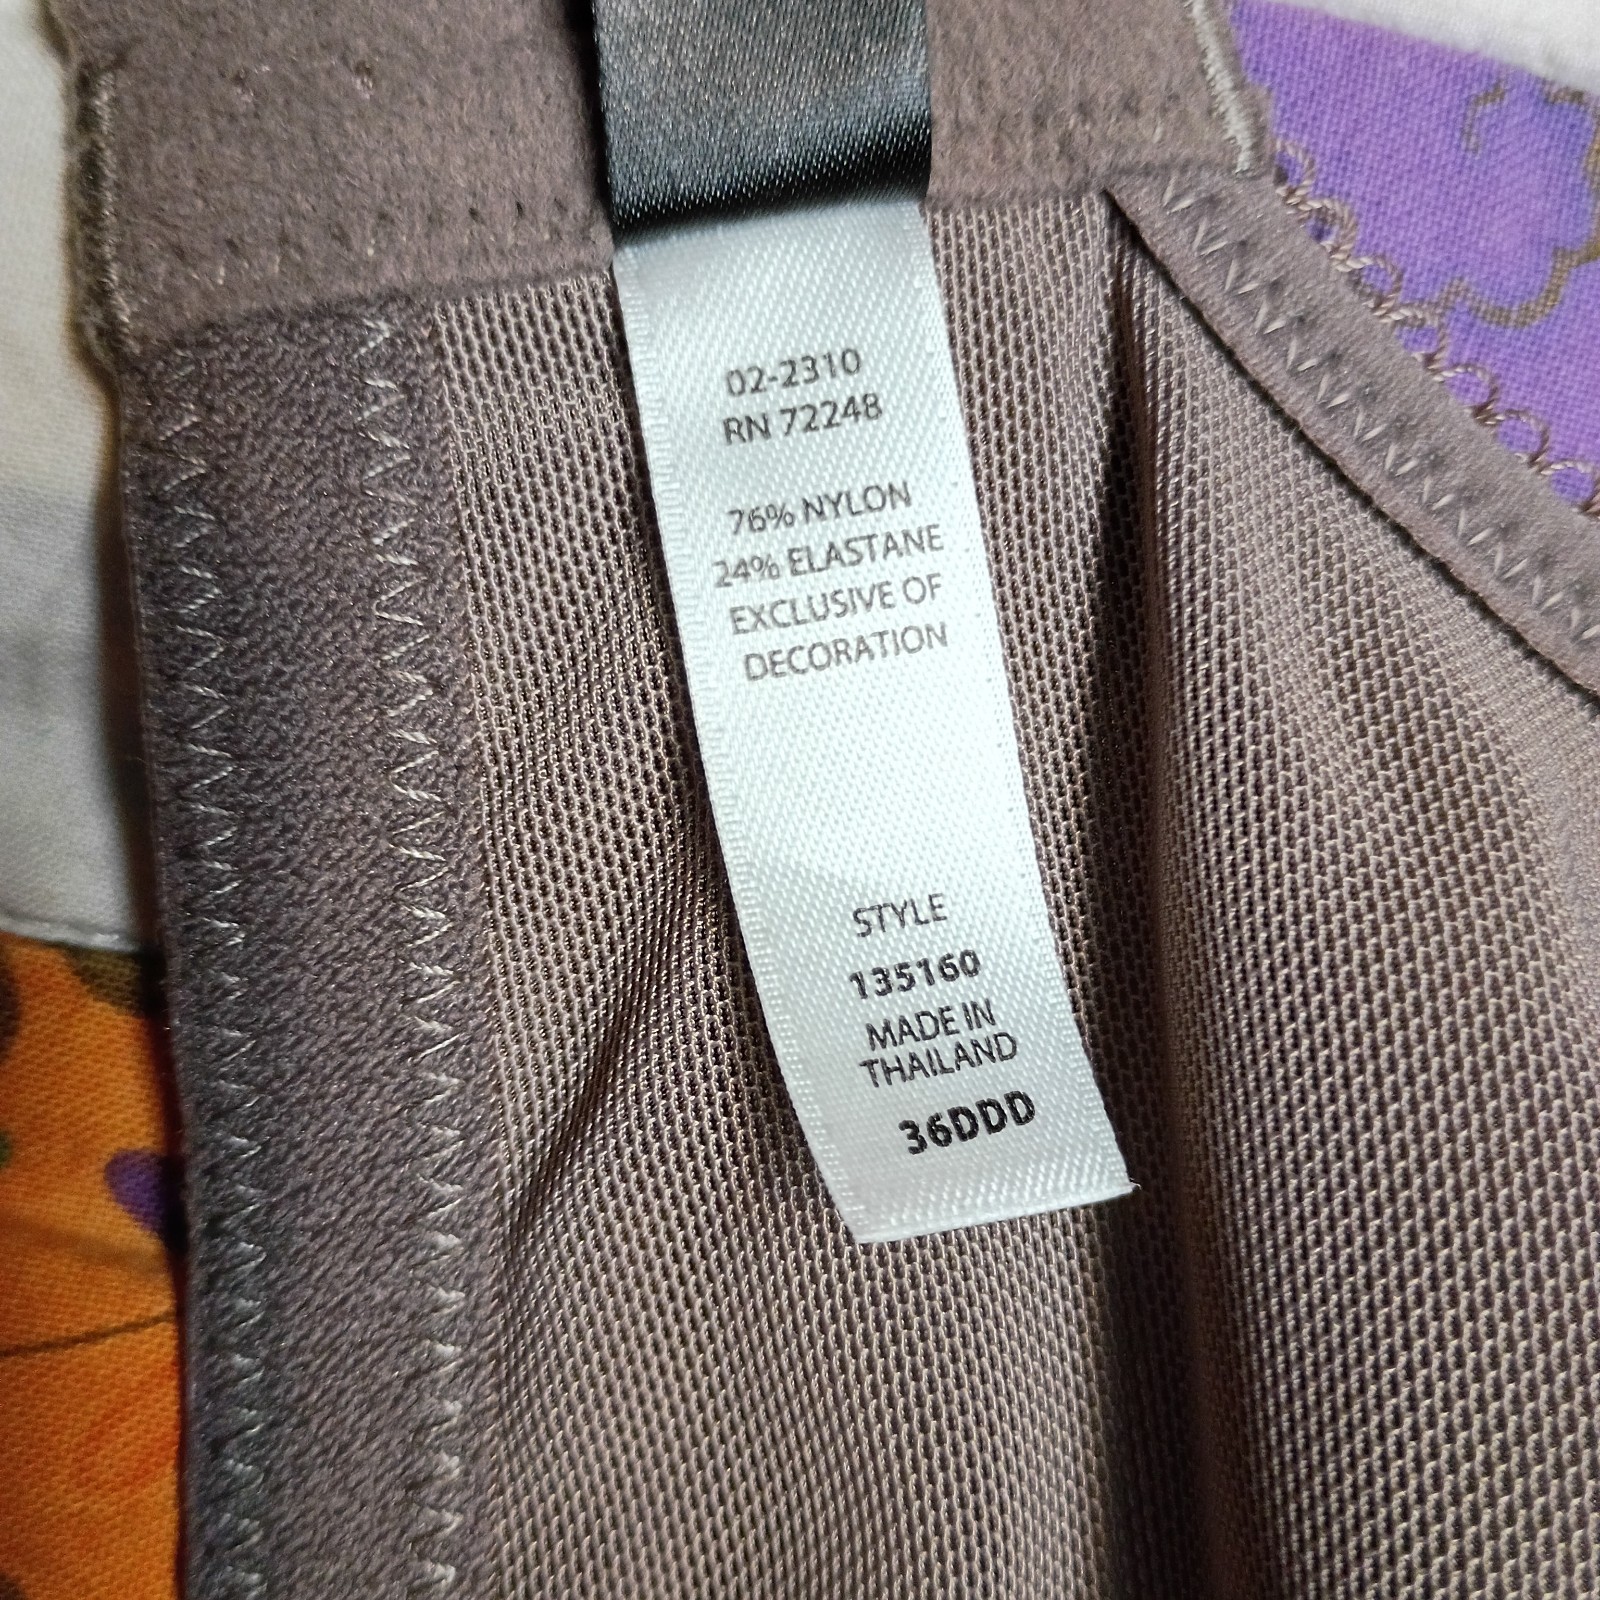 02-2310
RN 72248
76% NYLON
24% ELASTANE
EXCLUSIVE OF
DECORATION
STYLE
135160
MADE IN
THAILAND
36DDD